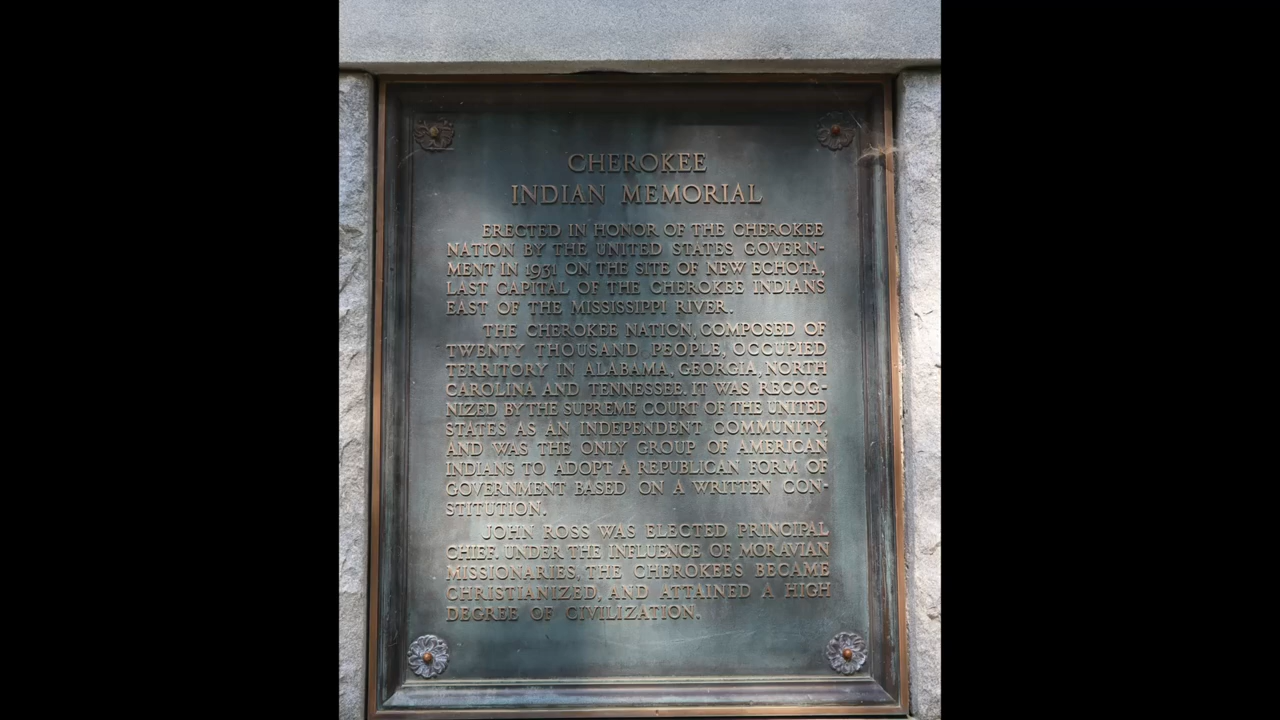 CHEROKEE
INDIAN MEMORIAL
ERECTED IN HONOR OF THE CHEROKEE
NATION BY THE UNITED STATES GOVERN-
MENT IN 1931 ON THE SITE OF NEW ECHOTA,
LAST CAPITAL OF THE CHEROKEE INDIANS
EAST OF THE MISSISSIPPI RIVER.
THE CHEROKEE NATION, COMPOSED OF
TWENTY THOUSAND PEOPLE, OCCUPIED
TERRITORY IN ALABAMA, GEORGIA, NORTH
CAROLINA AND TENNESSEE. IT WAS RECOG-
NIZED BY THE SUPREME COURT OF THE UNITED
STATES AS AN INDEPENDENT COMMUNITY,
AND WAS THE ONLY GROUP OF AMERICAN
INDIANS TO ADOPT A REPUBLICAN FORM OF
GOVERNMENT BASED ON A WRITTEN CON-
STITUTION.
JOHN ROSS WAS ELECTED PRINCIPAL
CHIEF. UNDER THE INFLUENCE OF MORAVIAN
MISSIONARIES, THE CHEROKEES BECAME
CHRISTIANIZED, AND ATTAINED A HIGH
DEGREE OF CIVILIZATION.